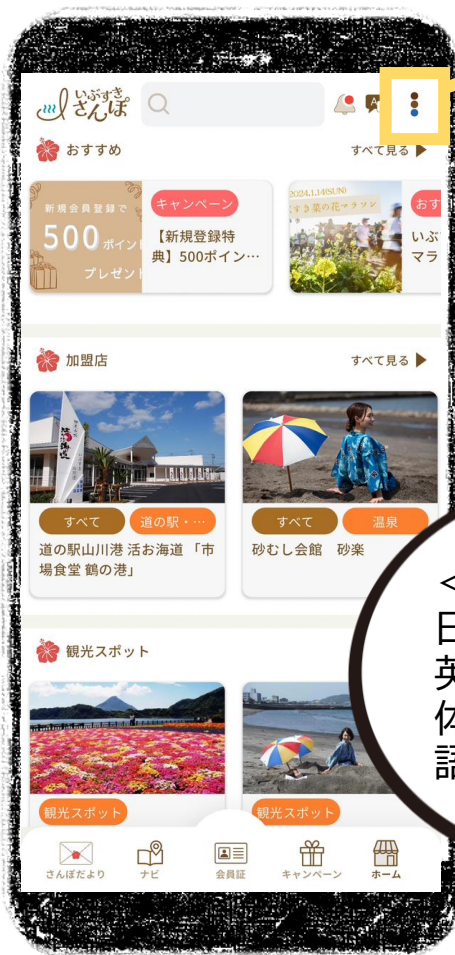 いぶすき
さんぽ
A
おすすめ
すべて見る
新規会員登録で
500ポイント
プレゼント
キャンペーン
【新規登録特
典】500ポイン…
2024.1.14(SUN)
すき菜の花マラソン
おす
いぶ
マラ
加盟店
すべて見る
すべて
道の駅・…
道の駅山川港 活お海道 「市
場食堂 鶴の港」
すべて
温泉
砂むし会館 砂楽
<
日
英
体
語
観光スポット
観光スポット
観光スポット
さんぽだより
ナビ
会員証
キャンペーン
ホーム